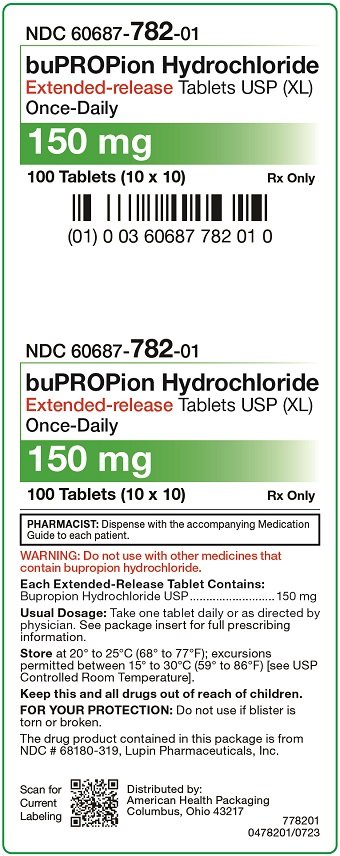 NDC 60687-782-01
buPROPion Hydrochloride
Extended-release Tablets USP (XL)
Once-Daily
150 mg
100 Tablets (10 x 10) Rx Only
(01) 0 03 60687 782 01 0
NDC 60687-782-01
buPROPion Hydrochloride
Extended-release Tablets USP (XL)
Once-Daily
150 mg
100 Tablets (10 x 10) Rx Only
PHARMACIST: Dispense with the accompanying Medication
Guide to each patient.
WARNING: Do not use with other medicines that
contain bupropion hydrochloride.
Each Extended-Release Tablet Contains:
Bupropion Hydrochloride USP.........................150 mg
Usual Dosage: Take one tablet daily or as directed by
physician. See package insert for full prescribing
information.
Store at 20° to 25°C (68° to 77°F); excursions
permitted between 15° to 30°C (59° to 86°F) [see USP
Controlled Room Temperature].
Keep this and all drugs out of reach of children.
FOR YOUR PROTECTION: Do not use if blister is
torn or broken.
The drug product contained in this package is from
NDC # 68180-319, Lupin Pharmaceuticals, Inc.
Scan for
Current
Labeling
Distributed by:
American Health Packaging
Columbus, Ohio 43217
778201
0478201/0723